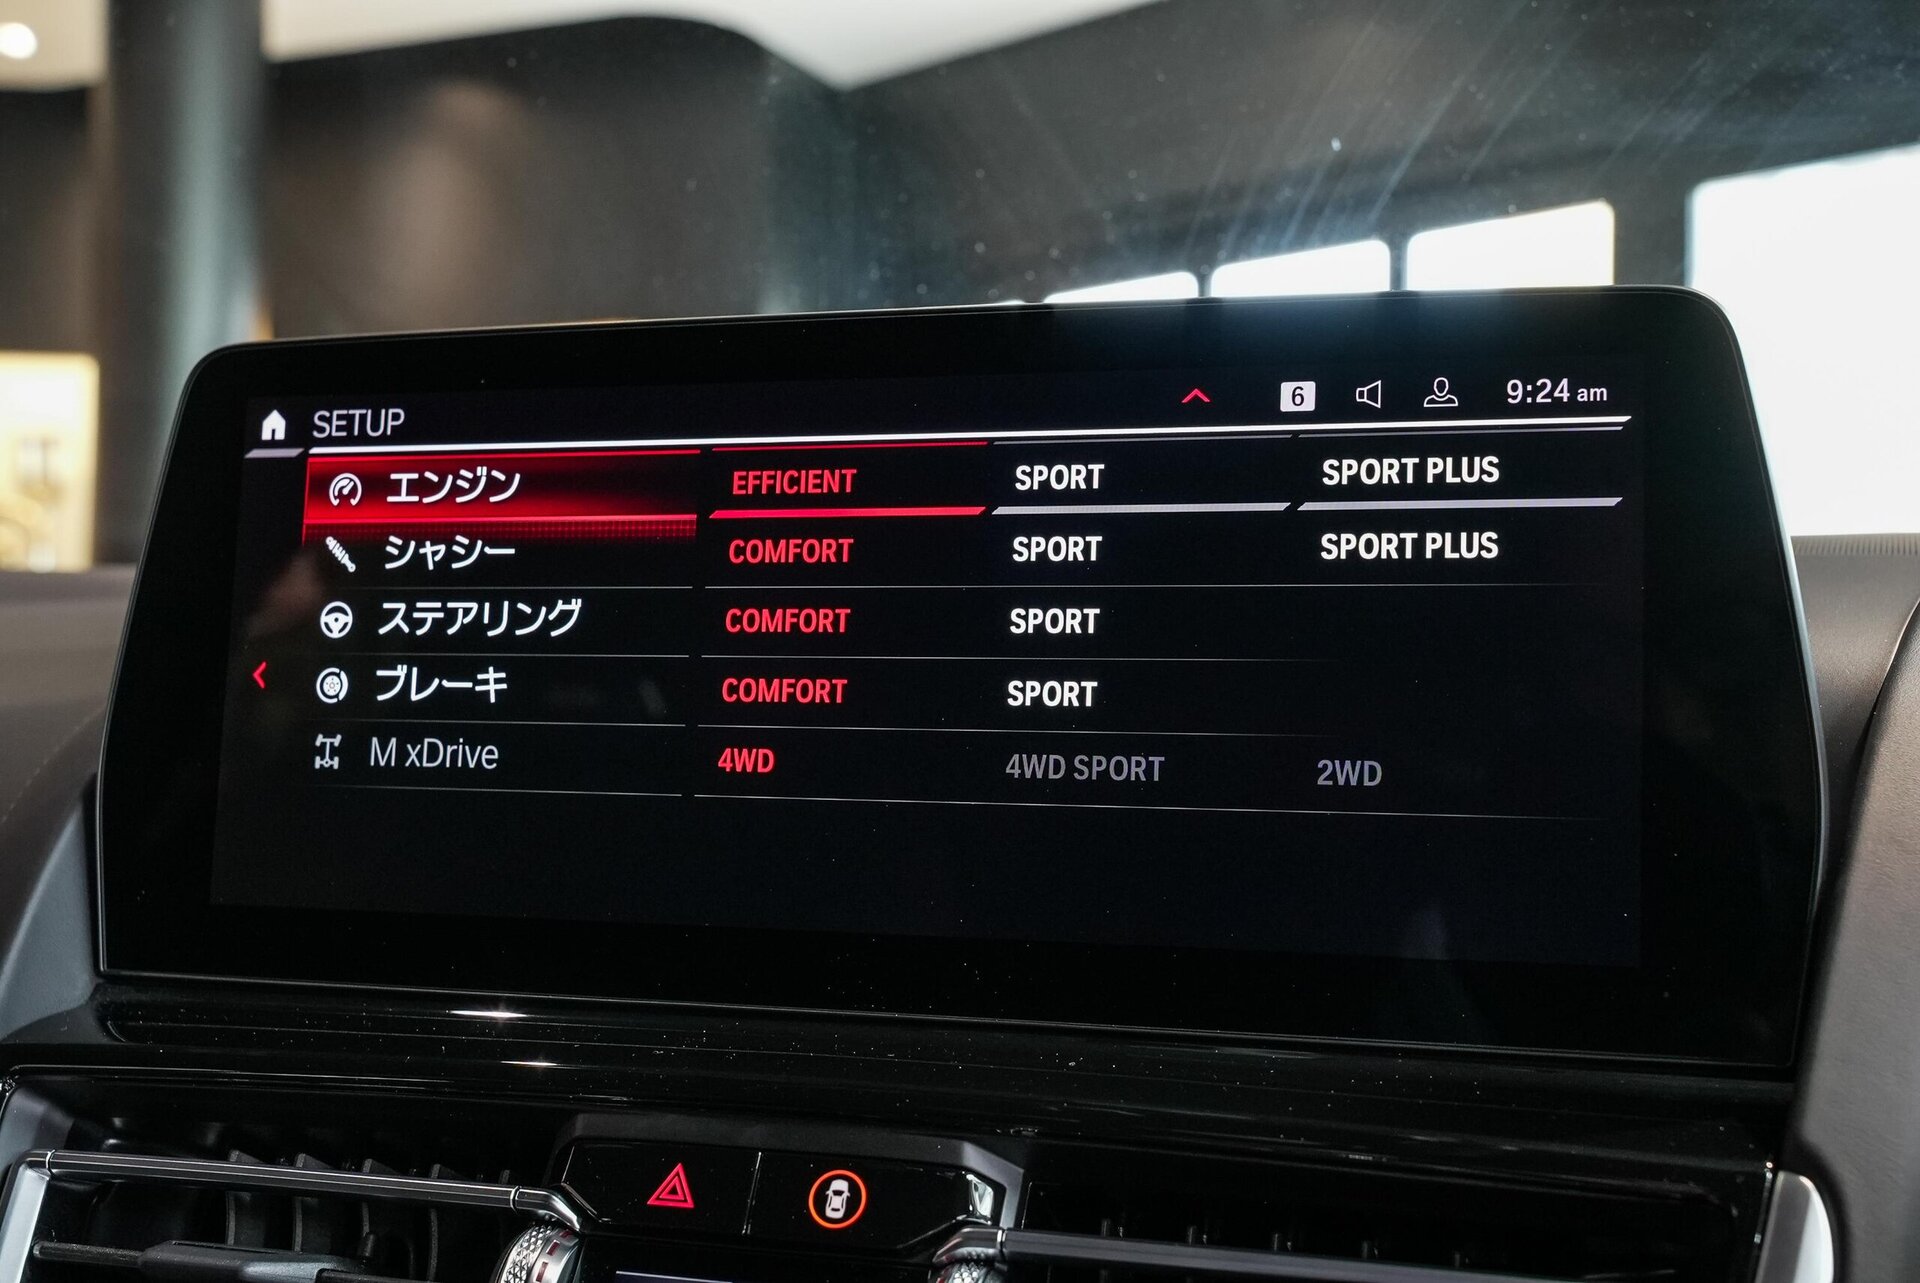 SETUP 6 9:24 am
エンジン EFFICIENT SPORT SPORT PLUS
シャシー COMFORT SPORT SPORT PLUS
ステアリング COMFORT SPORT
ブレーキ COMFORT SPORT
M xDrive 4WD 4WD SPORT 2WD